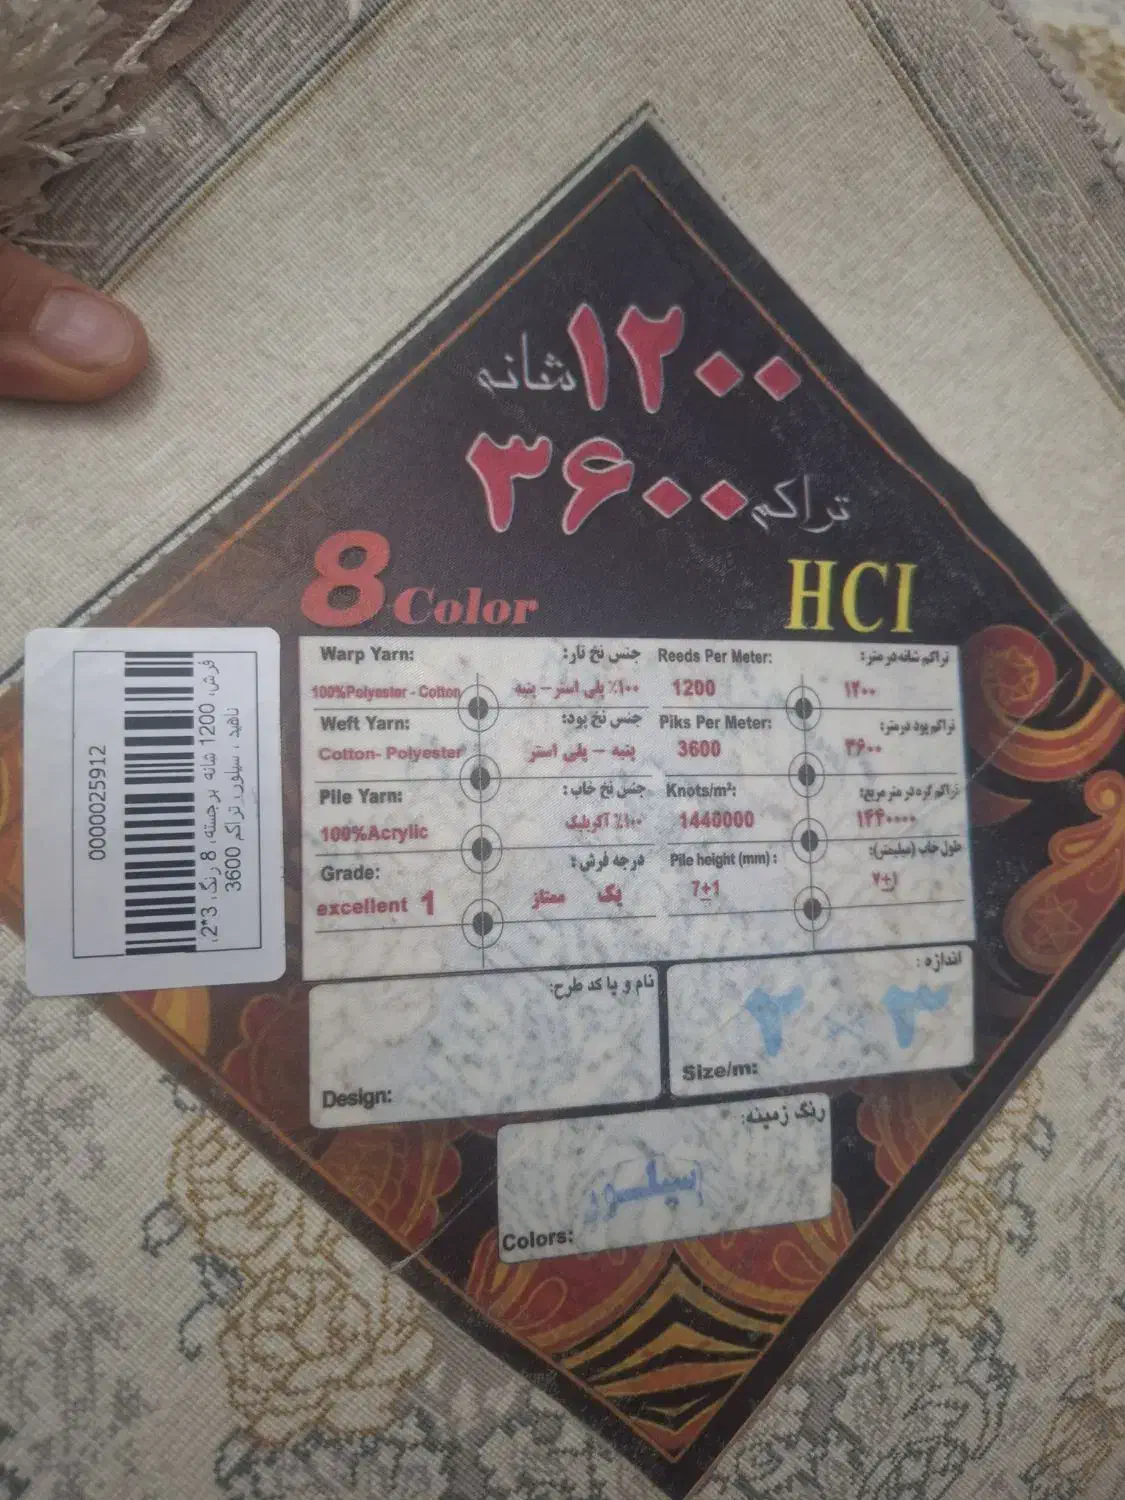 ۱۲۰۰ شانه
تراکم ۳۶۰۰
8 Color
HCI
Warp Yarn: جنس نخ تار:
100%Polyester - Cotton ۱۰۰٪ پلی استر – پنبه
Weft Yarn: جنس نخ پود:
Cotton- Polyester پنبه – پلی استر
Pile Yarn: جنس نخ خاب:
100%Acrylic ۱۰۰٪ آکریلیک
Grade: درجه فرش:
excellent 1 یک ممتاز
Reeds Per Meter: تراکم شانه در متر:
1200 ۱۲۰۰
Piks Per Meter: تراکم پود در متر:
3600 ۳۶۰۰
Knots/m²: تراکم گره در متر مربع:
1440000 ۱۴۴۰۰۰۰
Pile height (mm): طول خاب (میلیمتر):
7±1 ۷±۱
نام و یا کد طرح:
Design:
اندازه:
۲ × ۳
Size/m:
رنگ زمینه:
سیلور
Colors:
فرش، 1200 شانه برجسته، 8 رنگ، 3*2،
ناهید ، سیلور، تراکم 3600
0000025912